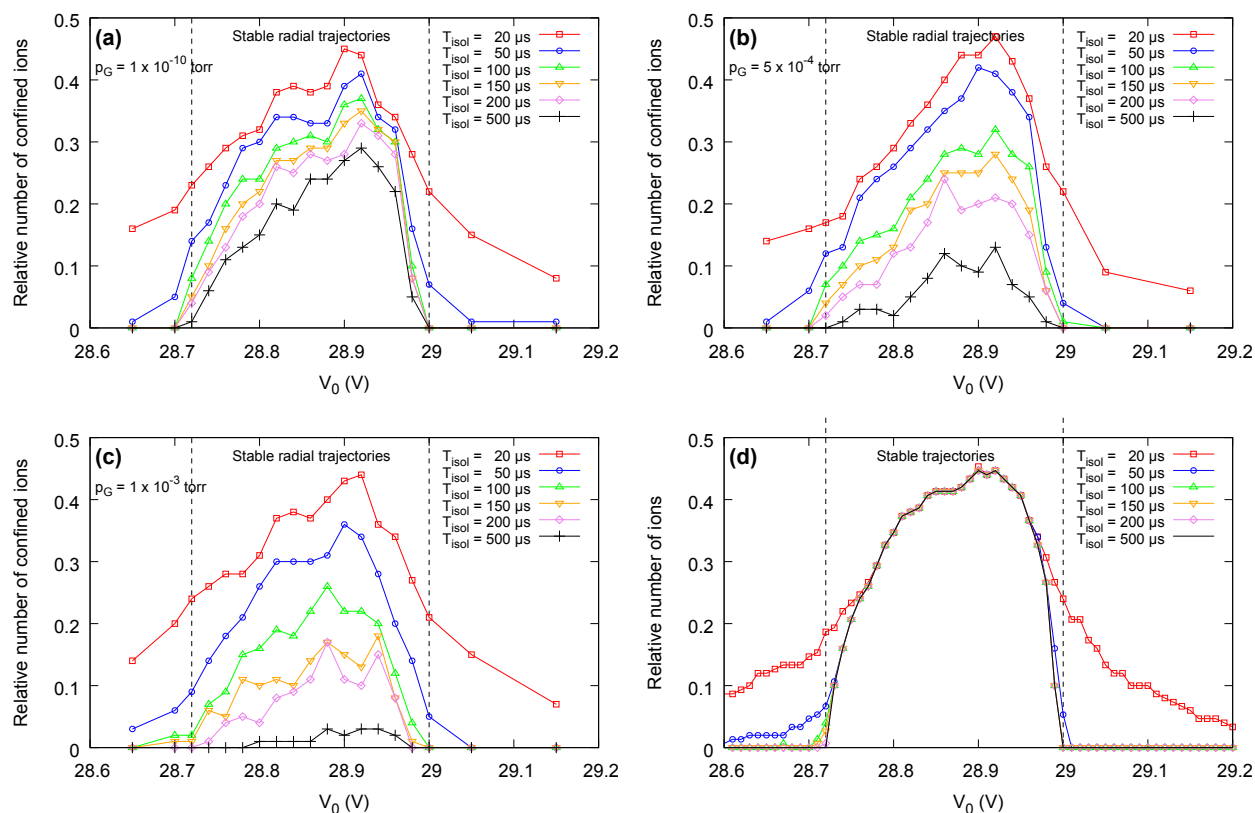 (a)
Stable radial trajectories
p_G = 1 x 10^-10 torr
T_isol = 20 µs
T_isol = 50 µs
T_isol = 100 µs
T_isol = 150 µs
T_isol = 200 µs
T_isol = 500 µs
Relative number of confined ions
0.5
0.4
0.3
0.2
0.1
0
28.6 28.7 28.8 28.9 29 29.1 29.2
V_0 (V)
(b)
Stable radial trajectories
p_G = 5 x 10^-4 torr
T_isol = 20 µs
T_isol = 50 µs
T_isol = 100 µs
T_isol = 150 µs
T_isol = 200 µs
T_isol = 500 µs
Relative number of confined ions
0.5
0.4
0.3
0.2
0.1
0
28.6 28.7 28.8 28.9 29 29.1 29.2
V_0 (V)
(c)
Stable radial trajectories
p_G = 1 x 10^-3 torr
T_isol = 20 µs
T_isol = 50 µs
T_isol = 100 µs
T_isol = 150 µs
T_isol = 200 µs
T_isol = 500 µs
Relative number of confined ions
0.5
0.4
0.3
0.2
0.1
0
28.6 28.7 28.8 28.9 29 29.1 29.2
V_0 (V)
(d)
Stable trajectories
T_isol = 20 µs
T_isol = 50 µs
T_isol = 100 µs
T_isol = 150 µs
T_isol = 200 µs
T_isol = 500 µs
Relative number of ions
0.5
0.4
0.3
0.2
0.1
0
28.6 28.7 28.8 28.9 29 29.1 29.2
V_0 (V)